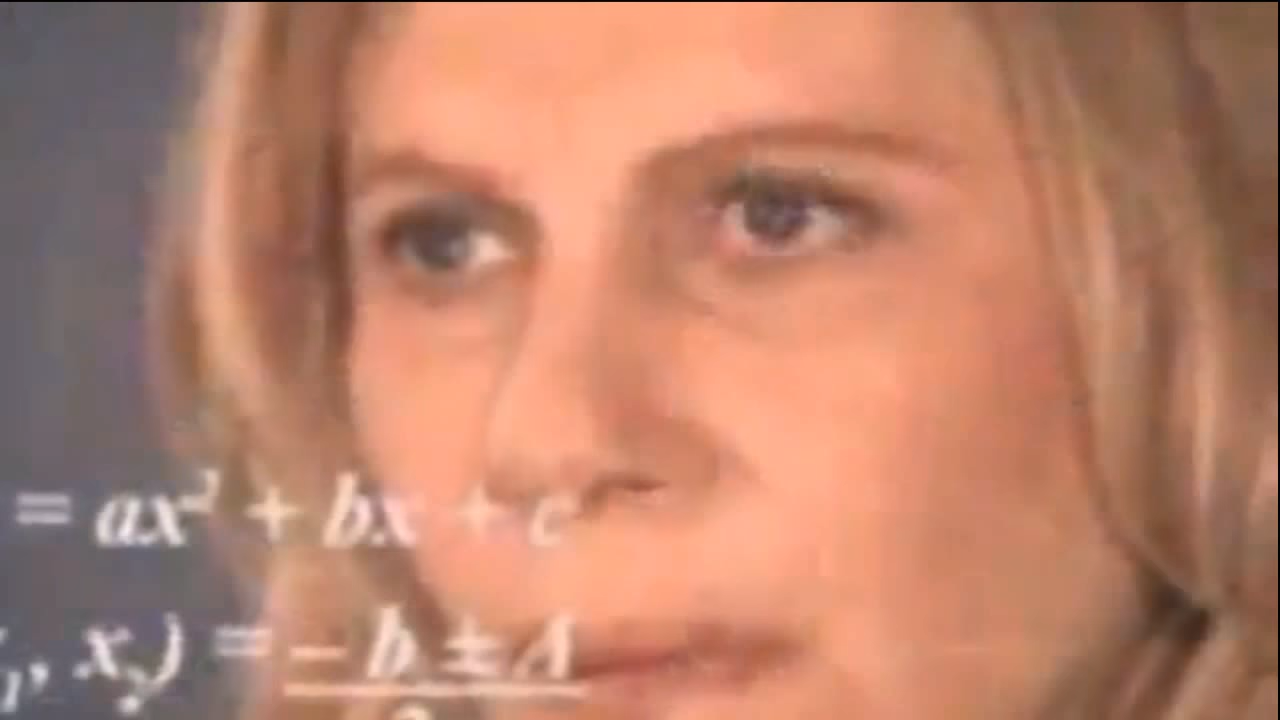 = ax² + bx + c
, x₂) = – b ± A